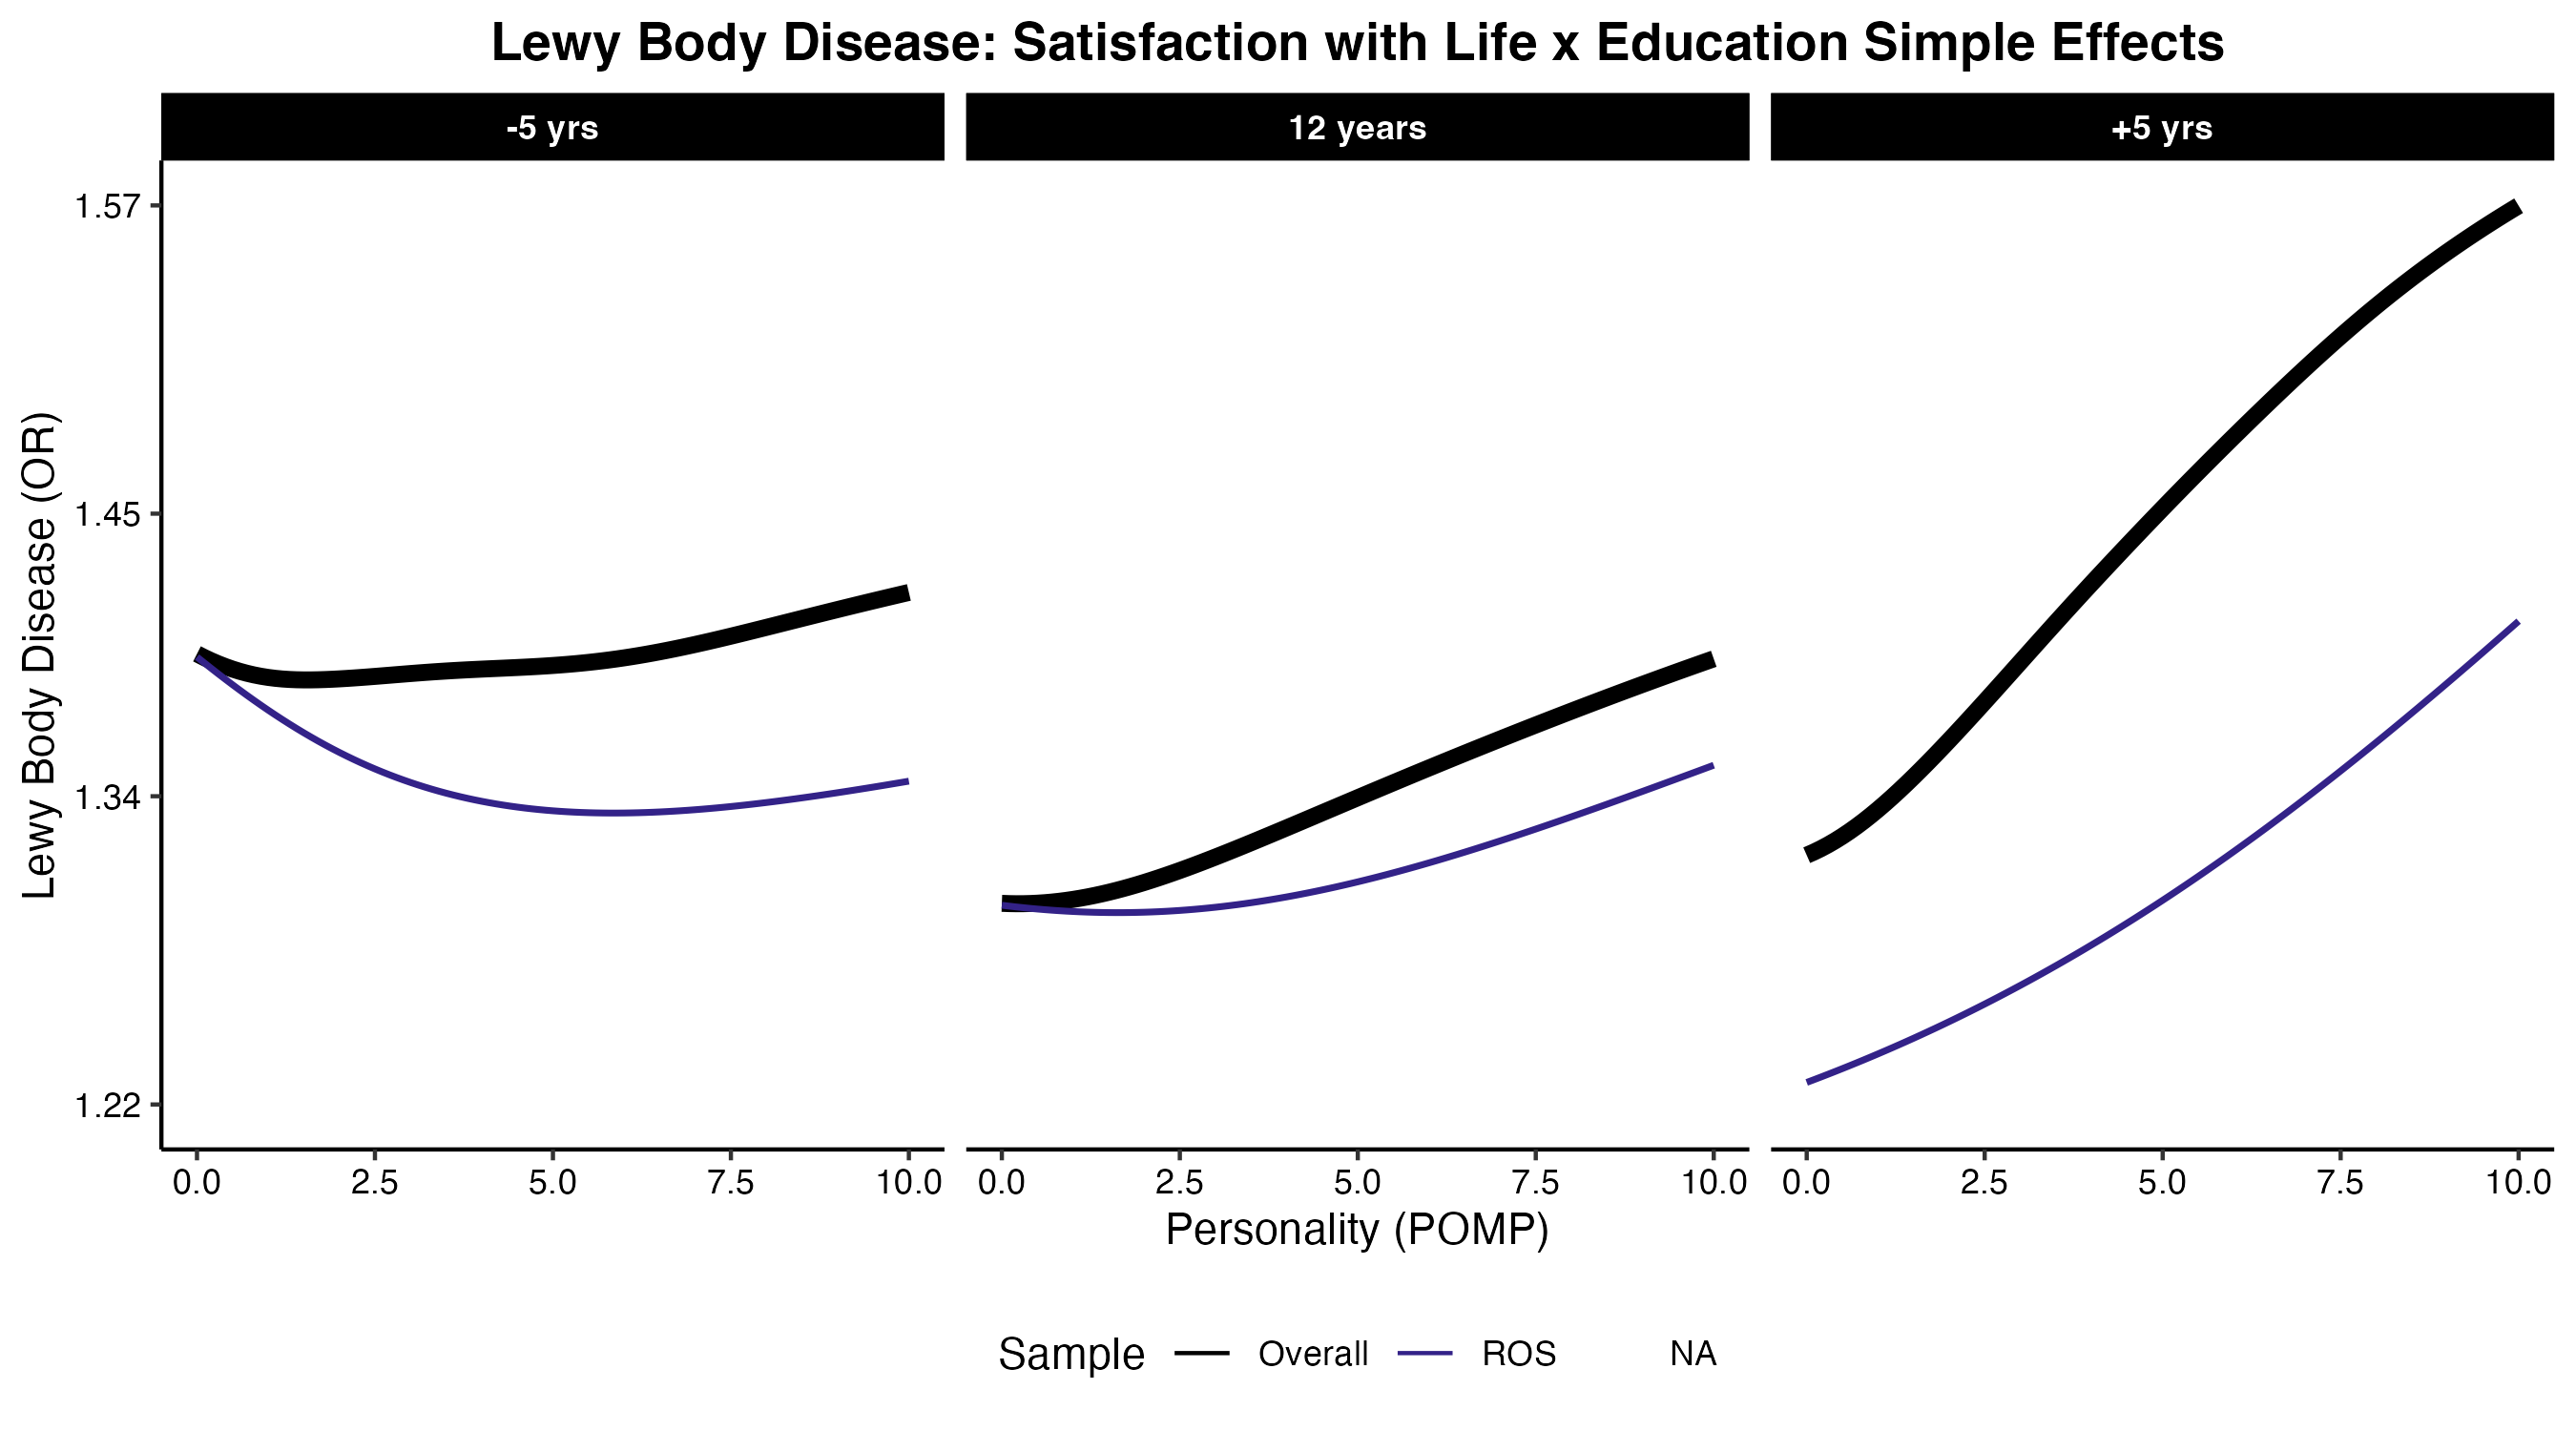 Lewy Body Disease: Satisfaction with Life x Education Simple Effects
-5 yrs
12 years
+5 yrs
Lewy Body Disease (OR)
1.57
1.45
1.34
1.22
0.0 2.5 5.0 7.5 10.0
0.0 2.5 5.0 7.5 10.0
0.0 2.5 5.0 7.5 10.0
Personality (POMP)
Sample Overall ROS NA